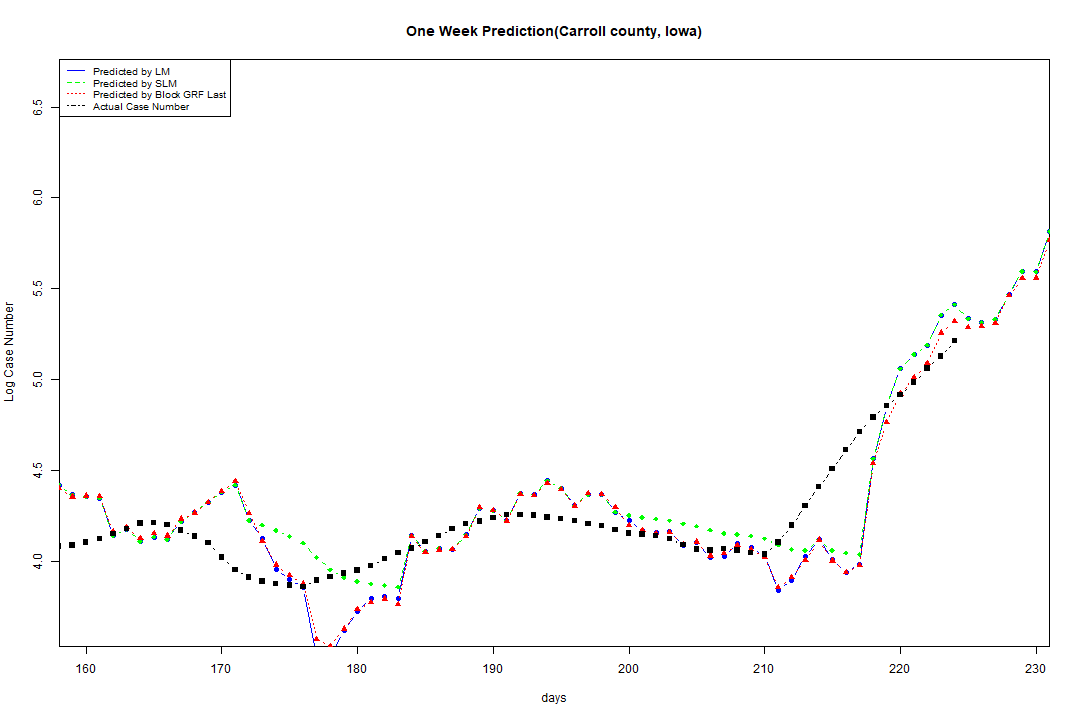 One Week Prediction(Carroll county, Iowa)
Predicted by LM
Predicted by SLM
Predicted by Block GRF Last
Actual Case Number
6.5
6.0
5.5
5.0
4.5
4.0
Log Case Number
160 170 180 190 200 210 220 230
days